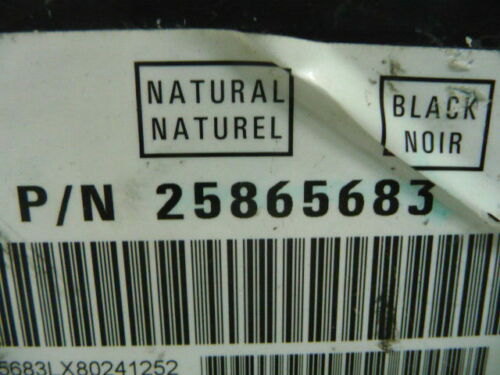 NATURAL
NATUREL
BLACK
NOIR
P/N 25865683
5683LX80241252